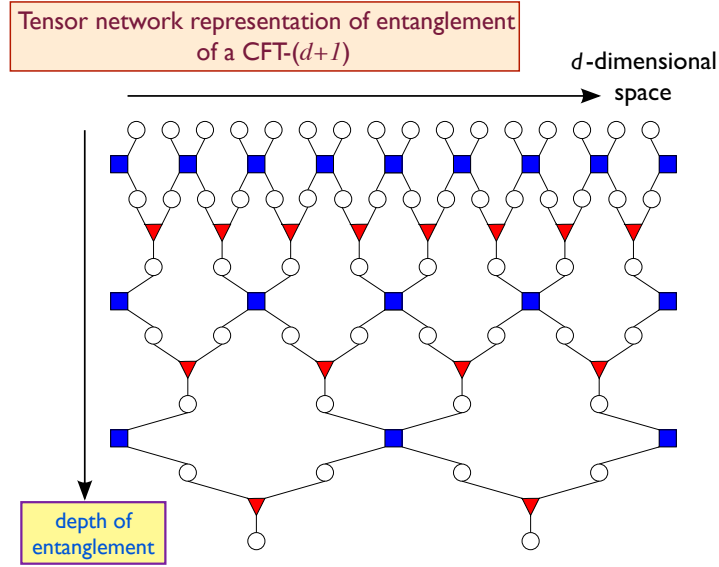 Tensor network representation of entanglement
of a CFT-(d+1)
d-dimensional
space
depth of
entanglement